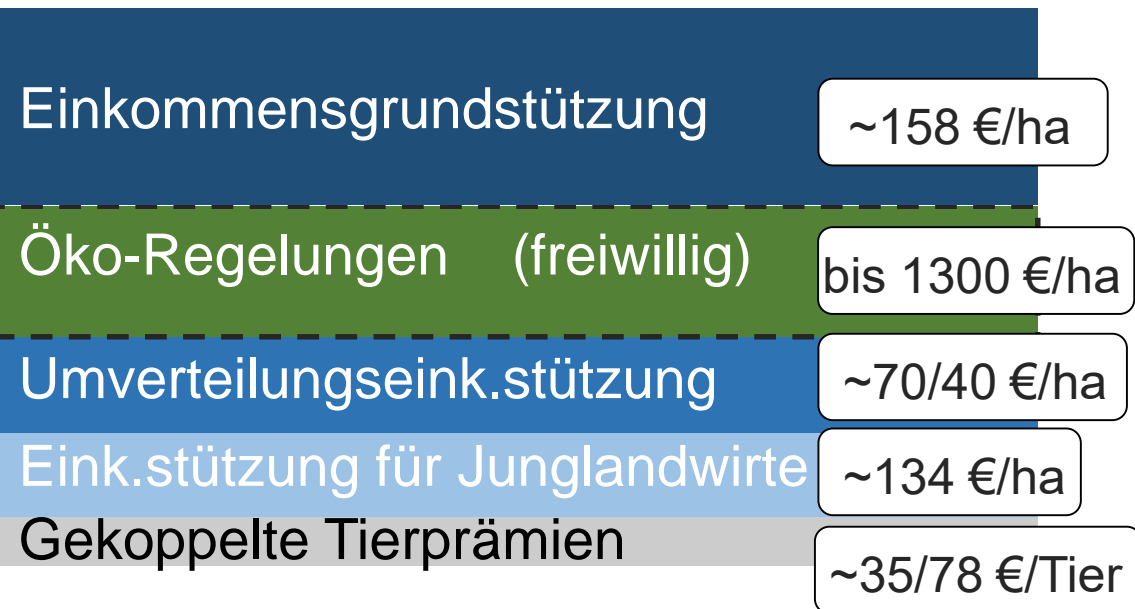 Einkommensgrundstützung ~158 €/ha
Öko-Regelungen (freiwillig) bis 1300 €/ha
Umverteilungseink.stützung ~70/40 €/ha
Eink.stützung für Junglandwirte ~134 €/ha
Gekoppelte Tierprämien ~35/78 €/Tier